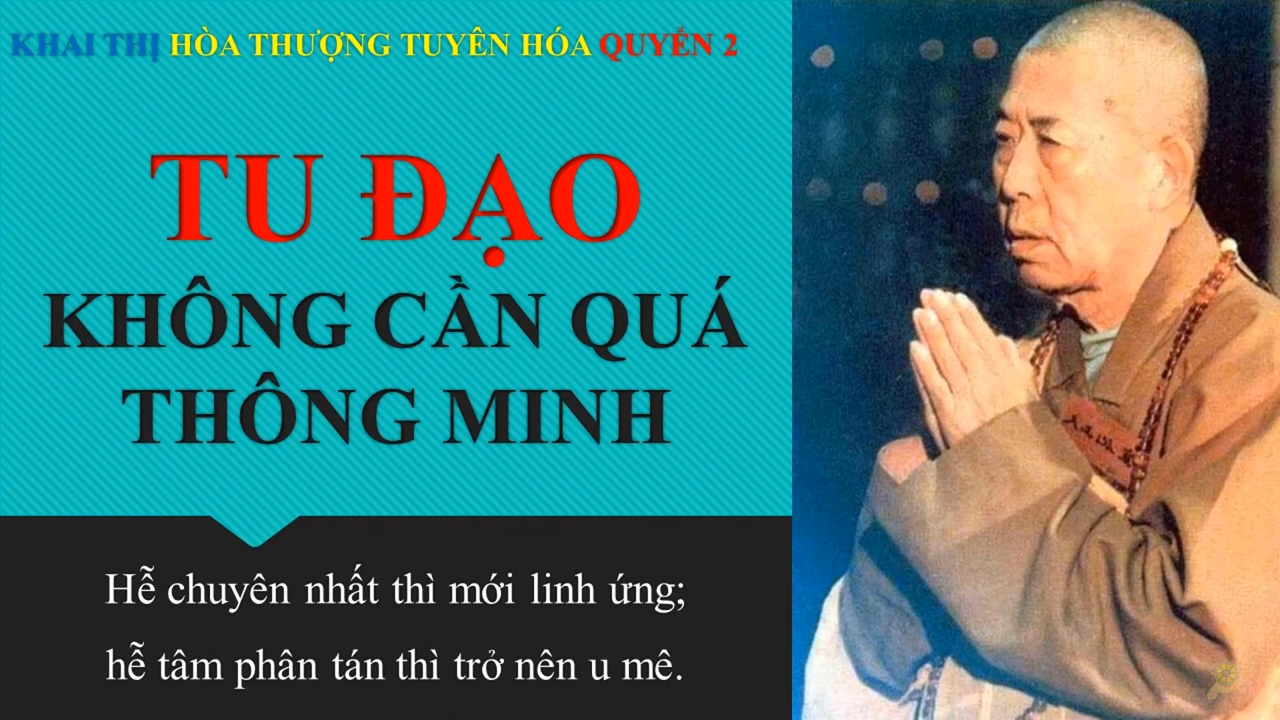 KHAI THỊ HÒA THƯỢNG TUYÊN HÓA QUYỂN 2
TU ĐẠO
KHÔNG CẦN QUÁ
THÔNG MINH
Hễ chuyên nhất thì mới linh ứng;
hễ tâm phân tán thì trở nên u mê.